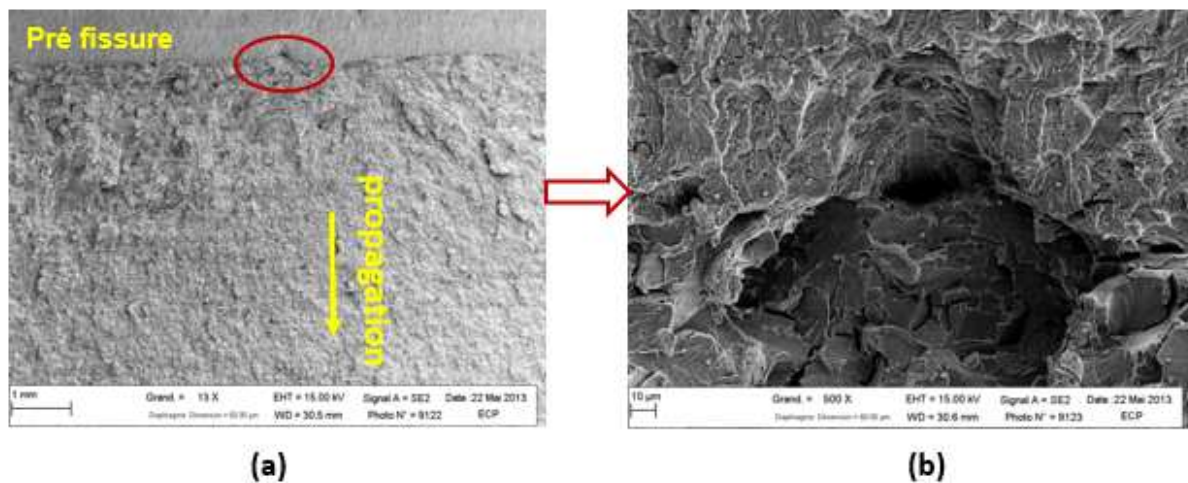 Pré fissure
propagation
1 mm
Grand. = 13 X
EHT = 15.00 kV
Signal A = SE2
Date :22 Mai 2013
WD = 30.5 mm
Photo N° = 9122
ECP
10 µm
Grand. = 500 X
EHT = 15.00 kV
Signal A = SE2
Date :22 Mai 2013
WD = 30.6 mm
Photo N° = 9123
ECP
(a)
(b)